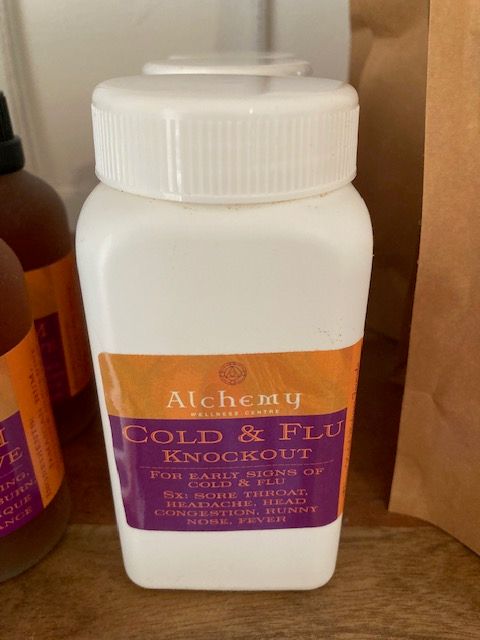 Alchemy
WELLNESS CENTRE
COLD & FLU
KNOCKOUT
FOR EARLY SIGNS OF
COLD & FLU
SX: SORE THROAT,
HEADACHE, HEAD
CONGESTION, RUNNY
NOSE, FEVER